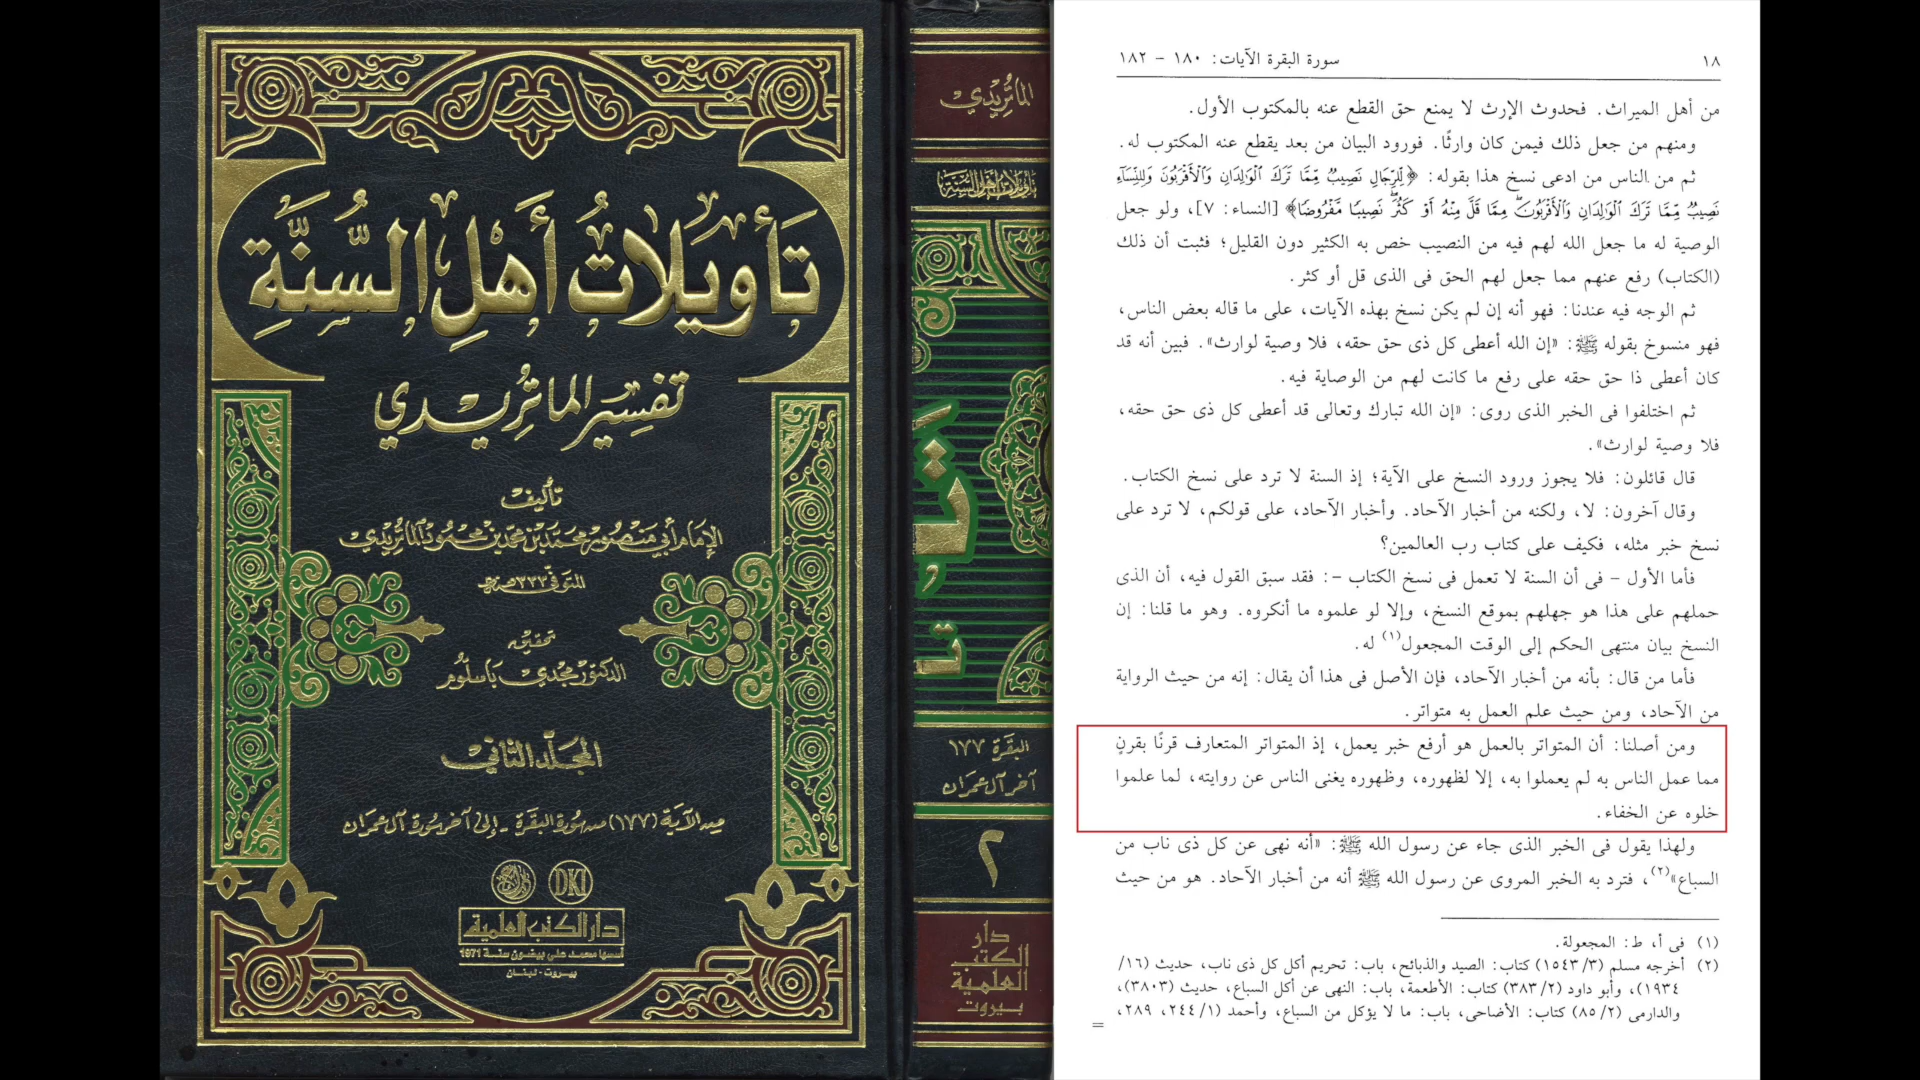 تأويلات أهل السنة
تفسير الماتريدي
تأليف
الإمام أبي منصور محمد بن محمد بن محمود الماتريدي
المتوفى ٣٣٣ هـ سنة
تحقيق
الدكتور مجدي باسلوم
المجلد الثاني
من الآية (١٧٧) من سورة البقرة - إلى آخر سورة آل عمران
DKI
دار الكتب العلمية
أسسها محمد علي بيضون سنة 1971
بيروت - لبنان
الماتريدي
تأويلات أهل السنة
البقرة ١٧٧
آخر آل عمران
٢
دار
الكتب
العلمية
بيروت
١٨ سورة البقرة الآيات: ١٨٠ - ١٨٢
من أهل الميراث. فحدوث الإرث لا يمنع حق القطع عنه بالمكتوب الأول.
ومنهم من جعل ذلك فيمن كان وارثًا. فورود البيان من بعد يقطع عنه المكتوب له.
ثم من الناس من ادعى نسخ هذا بقوله: ﴿لِّلرِّجَالِ نَصِيبٌ مِّمَّا تَرَكَ ٱلْوَٰلِدَانِ وَٱلْأَقْرَبُونَ وَلِلنِّسَآءِ
نَصِيبٌ مِّمَّا تَرَكَ ٱلْوَٰلِدَانِ وَٱلْأَقْرَبُونَ مِمَّا قَلَّ مِنْهُ أَوْ كَثُرَ نَصِيبًا مَّفْرُوضًا﴾ [النساء: ٧]، ولو جعل
الوصية له ما جعل الله لهم فيه من النصيب خص به الكثير دون القليل؛ فثبت أن ذلك
(الكتاب) رفع عنهم مما جعل لهم الحق فى الذى قل أو كثر.
ثم الوجه فيه عندنا: فهو أنه إن لم يكن نسخ بهذه الآيات، على ما قاله بعض الناس،
فهو منسوخ بقوله ﷺ: «إن الله أعطى كل ذى حق حقه، فلا وصية لوارث». فبين أنه قد
كان أعطى ذا حق حقه على رفع ما كانت لهم من الوصاية فيه.
ثم اختلفوا فى الخبر الذى روى: «إن الله تبارك وتعالى قد أعطى كل ذى حق حقه،
فلا وصية لوارث».
قال قائلون: فلا يجوز ورود النسخ على الآية؛ إذ السنة لا ترد على نسخ الكتاب.
وقال آخرون: لا، ولكنه من أخبار الآحاد. وأخبار الآحاد، على قولكم، لا ترد على
نسخ خبر مثله، فكيف على كتاب رب العالمين؟
فأما الأول - فى أن السنة لا تعمل فى نسخ الكتاب -: فقد سبق القول فيه، أن الذى
حملهم على هذا هو جهلهم بموقع النسخ، وإلا لو علموه ما أنكروه. وهو ما قلنا: إن
النسخ بيان منتهى الحكم إلى الوقت المجعول(١) له.
فأما من قال: بأنه من أخبار الآحاد، فإن الأصل فى هذا أن يقال: إنه من حيث الرواية
من الآحاد، ومن حيث علم العمل به متواتر.
ومن أصلنا: أن المتواتر بالعمل هو أرفع خبر يعمل، إذ المتواتر المتعارف قرنًا بقرنٍ
مما عمل الناس به لم يعملوا به، إلا لظهوره، وظهوره يغنى الناس عن روايته، لما علموا
خلوه عن الخفاء.
ولهذا يقول فى الخبر الذى جاء عن رسول الله ﷺ: «أنه نهى عن كل ذى ناب من
السباع»(٢)، فترد به الخبر المروى عن رسول الله ﷺ أنه من أخبار الآحاد. هو من حيث
(١) فى أ، ط: المجعولة.
(٢) أخرجه مسلم (٣/ ١٥٤٣) كتاب: الصيد والذبائح، باب: تحريم أكل كل ذى ناب، حديث (١٦/
١٩٣٤)، وأبو داود (٢/ ٣٨٣) كتاب: الأطعمة، باب: النهى عن أكل السباع، حديث (٣٨٠٣)،
والدارمى (٢/ ٨٥) كتاب: الأضاحى، باب: ما لا يؤكل من السباع، وأحمد (١/ ٢٤٤، ٢٨٩،
=